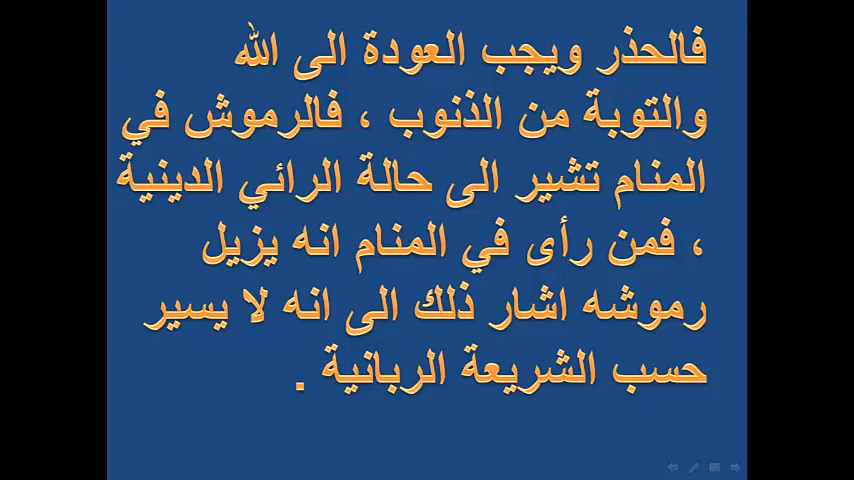 فالحذر ويجب العودة الى الله
والتوبة من الذنوب ، فالرموش في
المنام تشير الى حالة الرائي الدينية
، فمن رأى في المنام انه يزيل
رموشه اشار ذلك الى انه لا يسير
حسب الشريعة الربانية .